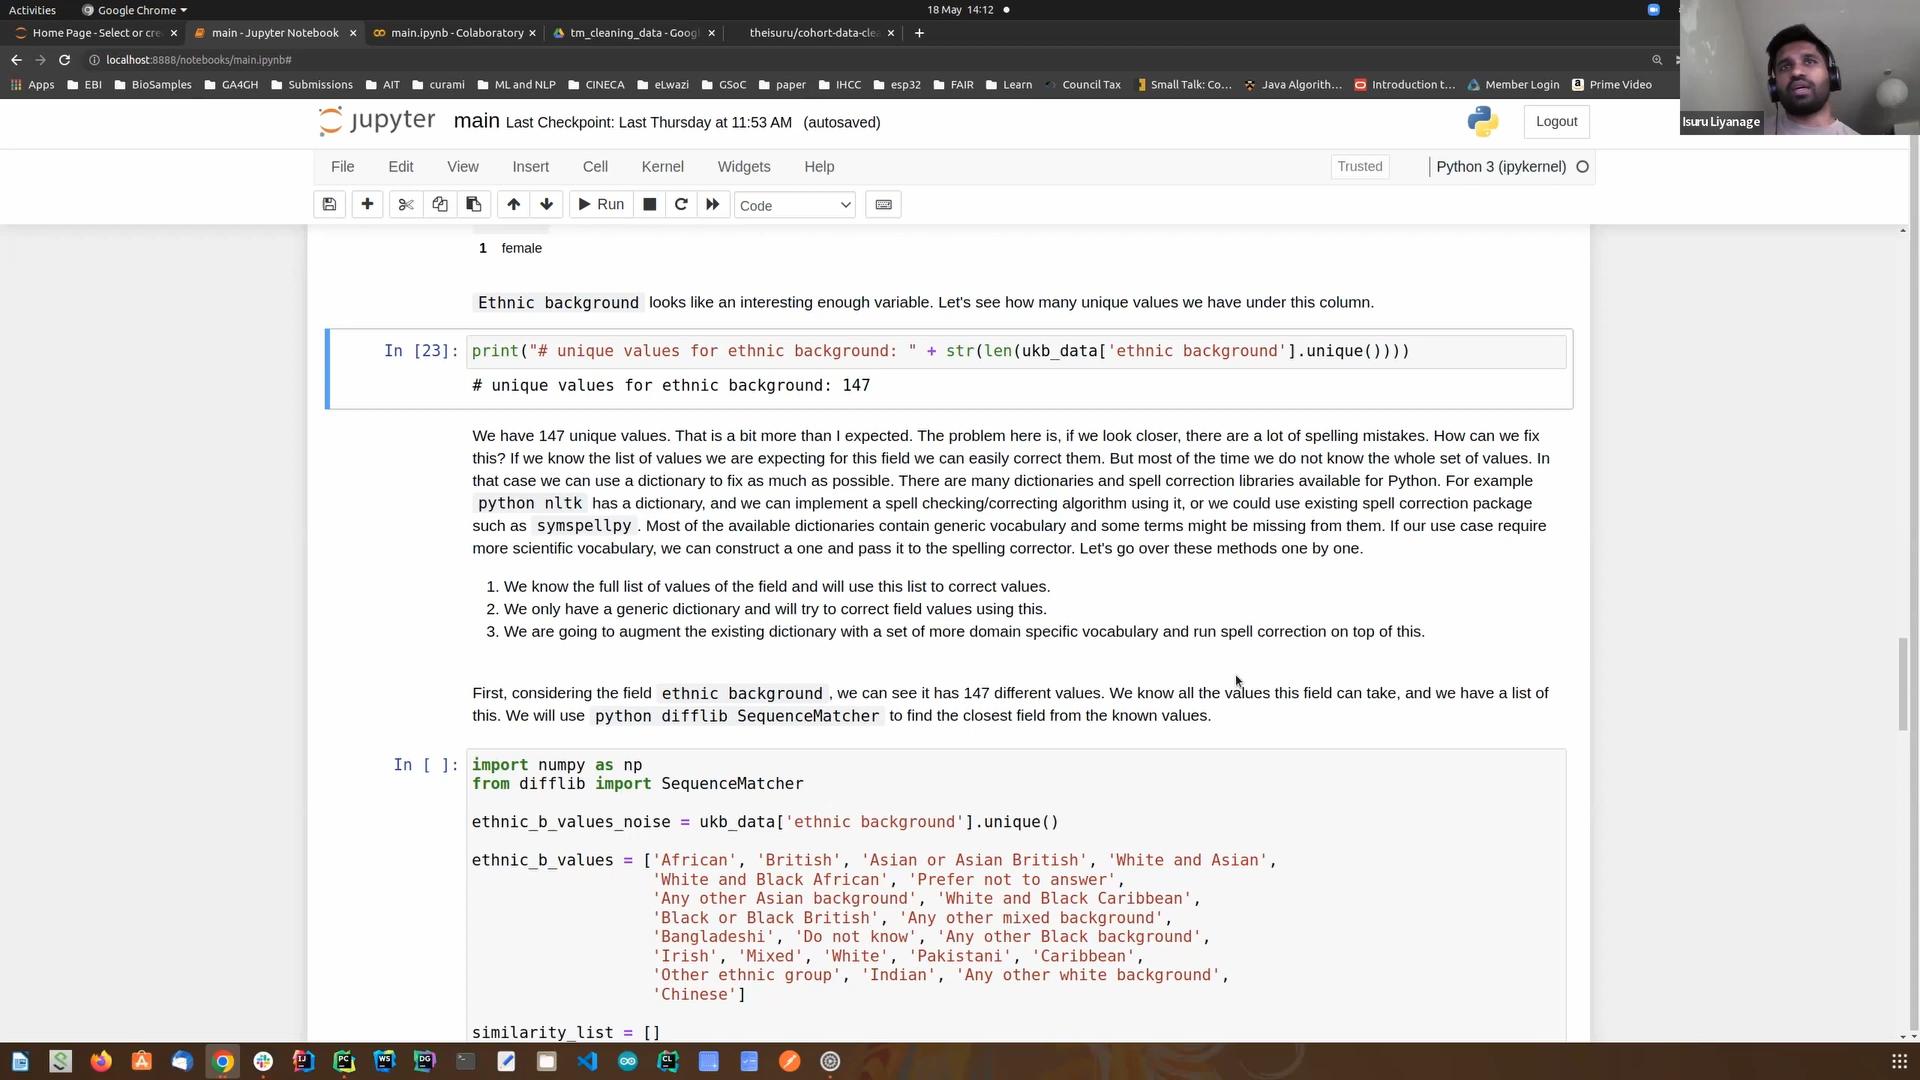 Activities
Google Chrome
18 May 14:12
Home Page - Select or cre
main - Jupyter Notebook
main.ipynb - Colaboratory
tm_cleaning_data - Goog
theisuru/cohort-data-clea
localhost:8888/notebooks/main.ipynb#
Apps EBI BioSamples GA4GH Submissions AIT curami ML and NLP CINECA eLwazi GSoC paper IHCC esp32 FAIR Learn Council Tax Small Talk: Co... Java Algorith... Introduction t... Member Login Prime Video
Isuru Liyanage
jupyter main Last Checkpoint: Last Thursday at 11:53 AM (autosaved)
Logout
File Edit View Insert Cell Kernel Widgets Help
Trusted
Python 3 (ipykernel)
Run
Code
1 female
Ethnic background looks like an interesting enough variable. Let's see how many unique values we have under this column.
In [23]: print("# unique values for ethnic background: " + str(len(ukb_data['ethnic background'].unique())))
# unique values for ethnic background: 147
We have 147 unique values. That is a bit more than I expected. The problem here is, if we look closer, there are a lot of spelling mistakes. How can we fix
this? If we know the list of values we are expecting for this field we can easily correct them. But most of the time we do not know the whole set of values. In
that case we can use a dictionary to fix as much as possible. There are many dictionaries and spell correction libraries available for Python. For example
python nltk has a dictionary, and we can implement a spell checking/correcting algorithm using it, or we could use existing spell correction package
such as symspellpy . Most of the available dictionaries contain generic vocabulary and some terms might be missing from them. If our use case require
more scientific vocabulary, we can construct a one and pass it to the spelling corrector. Let's go over these methods one by one.
1. We know the full list of values of the field and will use this list to correct values.
2. We only have a generic dictionary and will try to correct field values using this.
3. We are going to augment the existing dictionary with a set of more domain specific vocabulary and run spell correction on top of this.
First, considering the field ethnic background , we can see it has 147 different values. We know all the values this field can take, and we have a list of
this. We will use python difflib SequenceMatcher to find the closest field from the known values.
In [ ]: import numpy as np
from difflib import SequenceMatcher
ethnic_b_values_noise = ukb_data['ethnic background'].unique()
ethnic_b_values = ['African', 'British', 'Asian or Asian British', 'White and Asian',
'White and Black African', 'Prefer not to answer',
'Any other Asian background', 'White and Black Caribbean',
'Black or Black British', 'Any other mixed background',
'Bangladeshi', 'Do not know', 'Any other Black background',
'Irish', 'Mixed', 'White', 'Pakistani', 'Caribbean',
'Other ethnic group', 'Indian', 'Any other white background',
'Chinese']
similarity_list = []